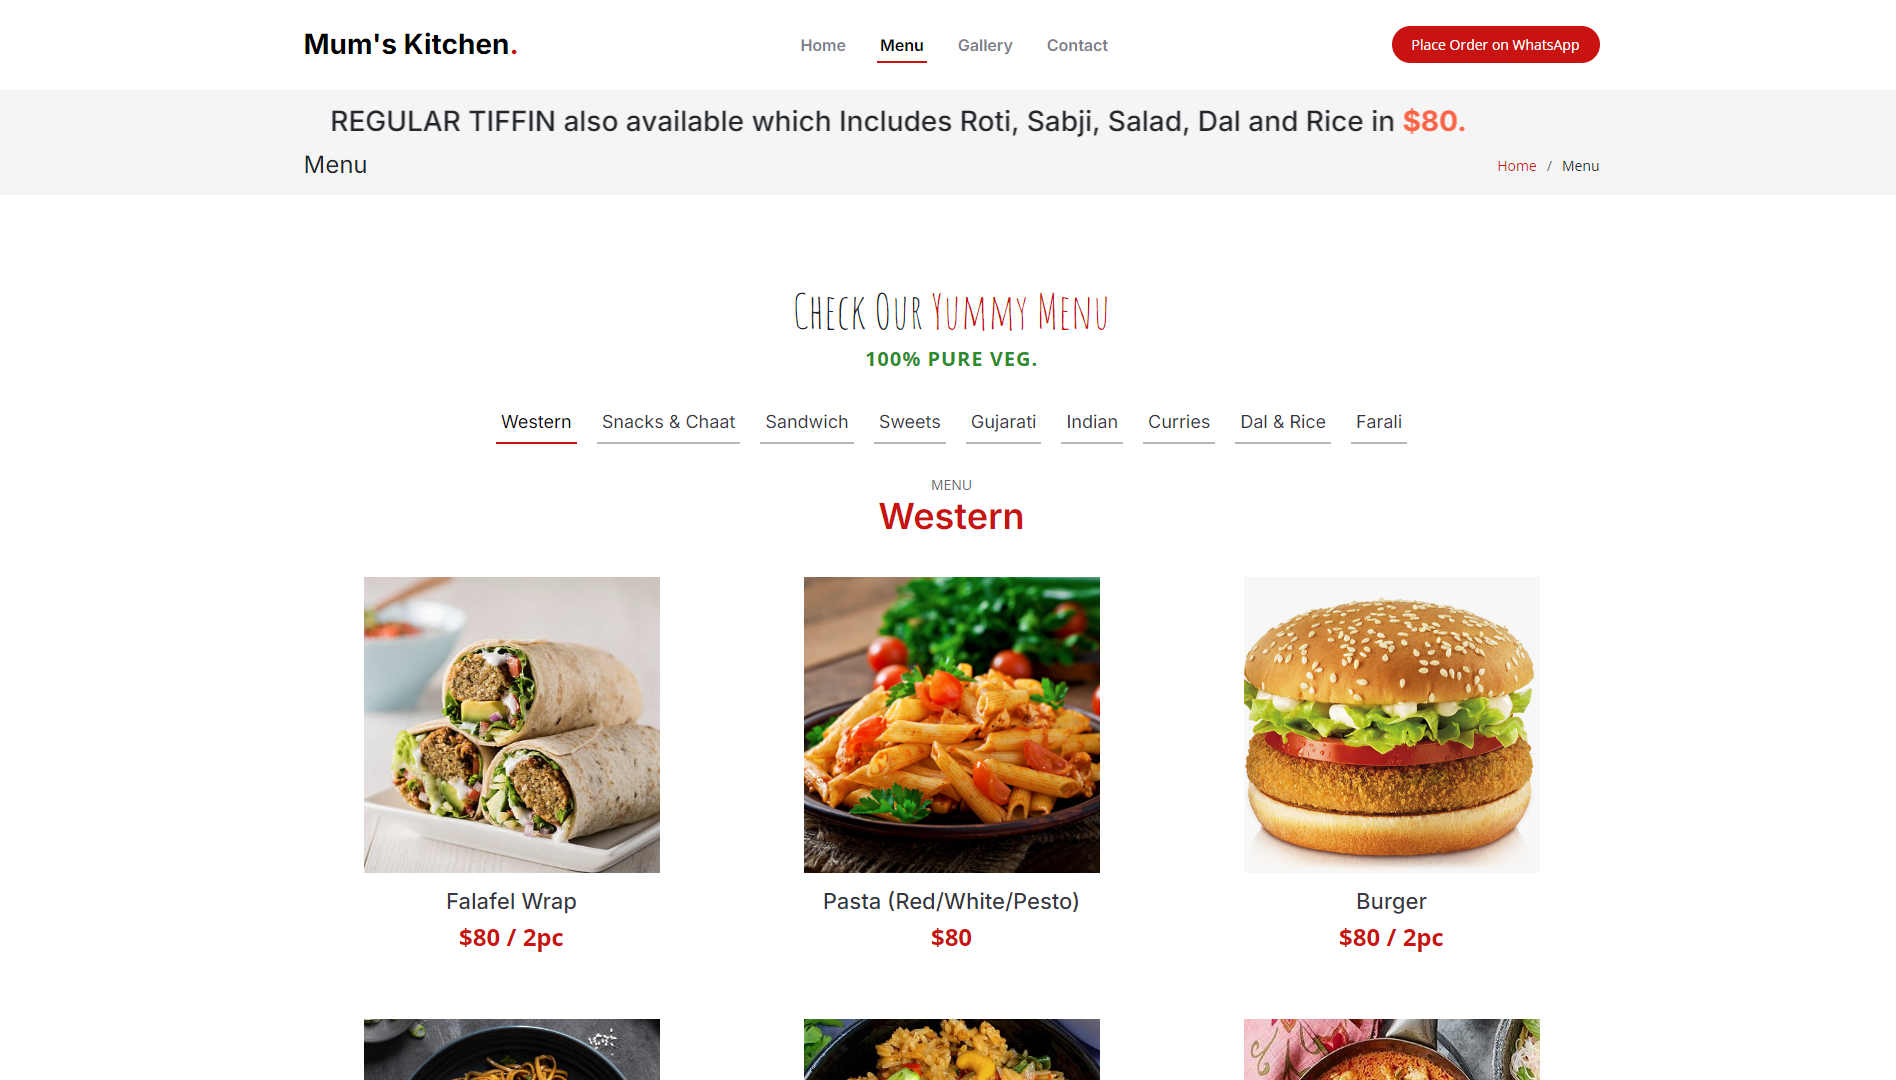 Mum's Kitchen.
Home Menu Gallery Contact
Place Order on WhatsApp
REGULAR TIFFIN also available which Includes Roti, Sabji, Salad, Dal and Rice in $80.
Menu
Home / Menu
Check Our Yummy Menu
100% PURE VEG.
Western Snacks & Chaat Sandwich Sweets Gujarati Indian Curries Dal & Rice Farali
MENU
Western
Falafel Wrap
$80 / 2pc
Pasta (Red/White/Pesto)
$80
Burger
$80 / 2pc